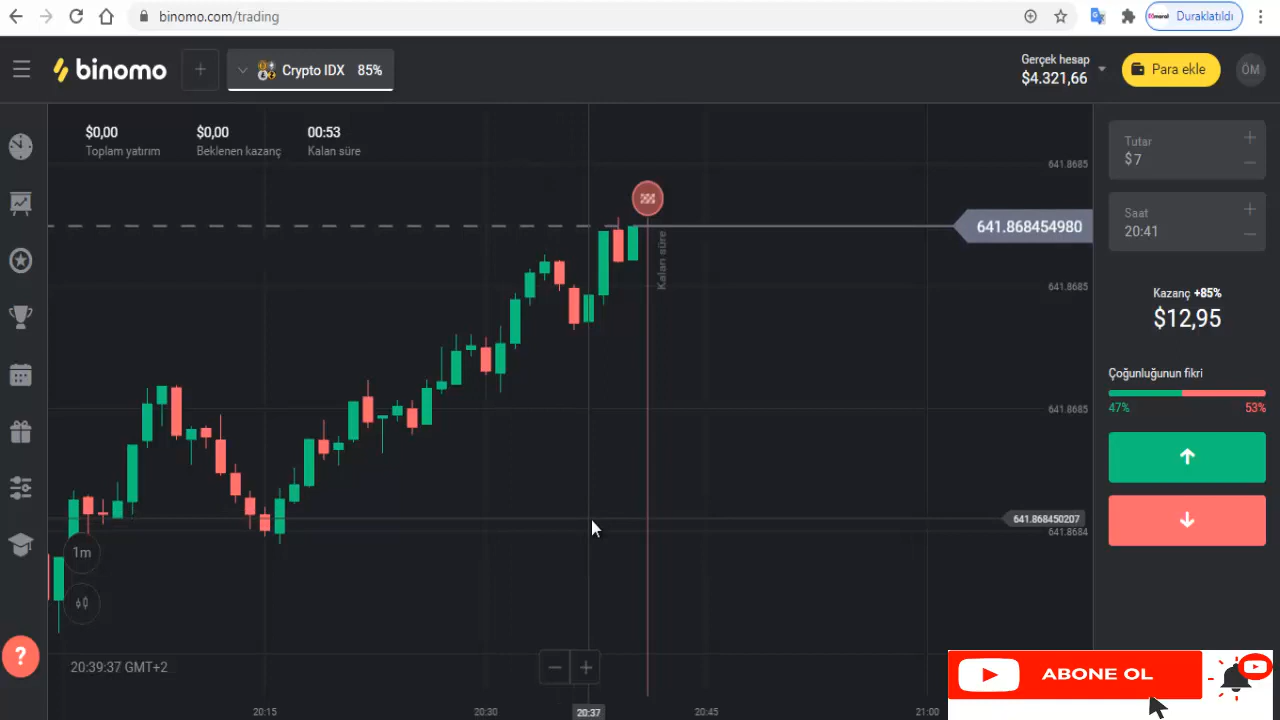 binomo.com/trading
Duraklatıldı
binomo
+
Crypto IDX 85%
Gerçek hesap
$4.321,66
Para ekle
ÖM
$0,00
Toplam yatırım
$0,00
Beklenen kazanç
00:53
Kalan süre
641.8685
641.868454980
641.8685
641.8685
641.868450207
641.8684
Kalan süre
Tutar
$7
Saat
20:41
Kazanç +85%
$12,95
Çoğunluğunun fikri
47% 53%
1m
20:39:37 GMT+2
20:15
20:30
20:37
20:45
21:00
?
ABONE OL